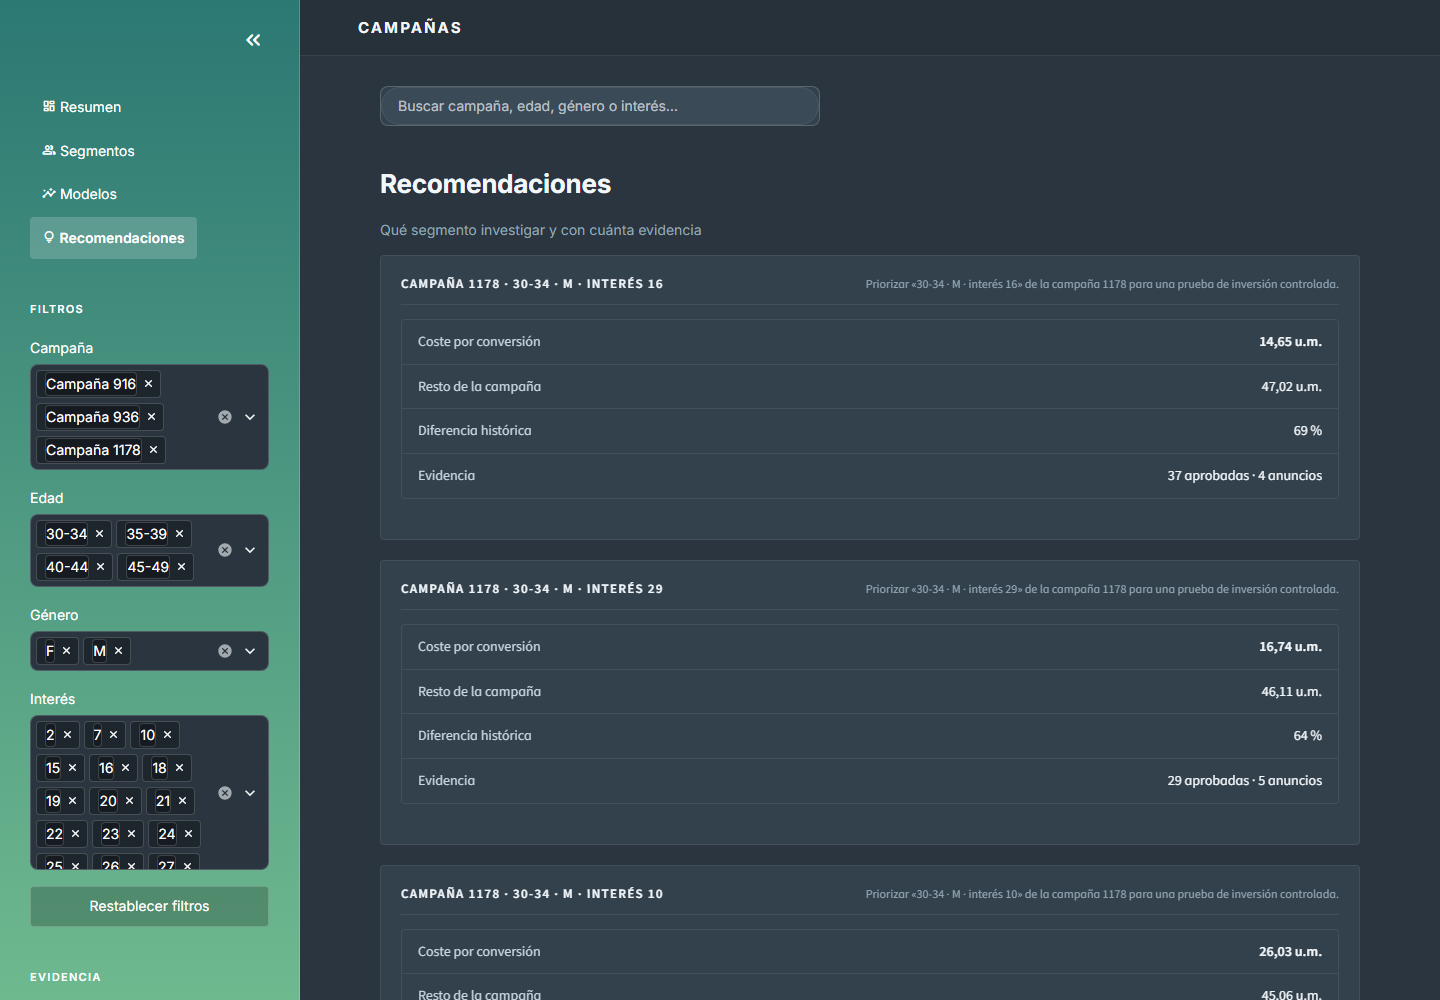 Resumen
Segmentos
Modelos
Recomendaciones
FILTROS
Campaña
Campaña 916
Campaña 936
Campaña 1178
Edad
30-34 35-39
40-44 45-49
Género
F M
Interés
2 7 10
15 16 18
19 20 21
22 23 24
25 26 27
Restablecer filtros
EVIDENCIA
CAMPAÑAS
Buscar campaña, edad, género o interés...
Recomendaciones
Qué segmento investigar y con cuánta evidencia
CAMPAÑA 1178 · 30-34 · M · INTERÉS 16 Priorizar «30-34 · M · interés 16» de la campaña 1178 para una prueba de inversión controlada.
Coste por conversión 14,65 u.m.
Resto de la campaña 47,02 u.m.
Diferencia histórica 69 %
Evidencia 37 aprobadas · 4 anuncios
CAMPAÑA 1178 · 30-34 · M · INTERÉS 29 Priorizar «30-34 · M · interés 29» de la campaña 1178 para una prueba de inversión controlada.
Coste por conversión 16,74 u.m.
Resto de la campaña 46,11 u.m.
Diferencia histórica 64 %
Evidencia 29 aprobadas · 5 anuncios
CAMPAÑA 1178 · 30-34 · M · INTERÉS 10 Priorizar «30-34 · M · interés 10» de la campaña 1178 para una prueba de inversión controlada.
Coste por conversión 26,03 u.m.
Resto de la campaña 45,06 u.m.